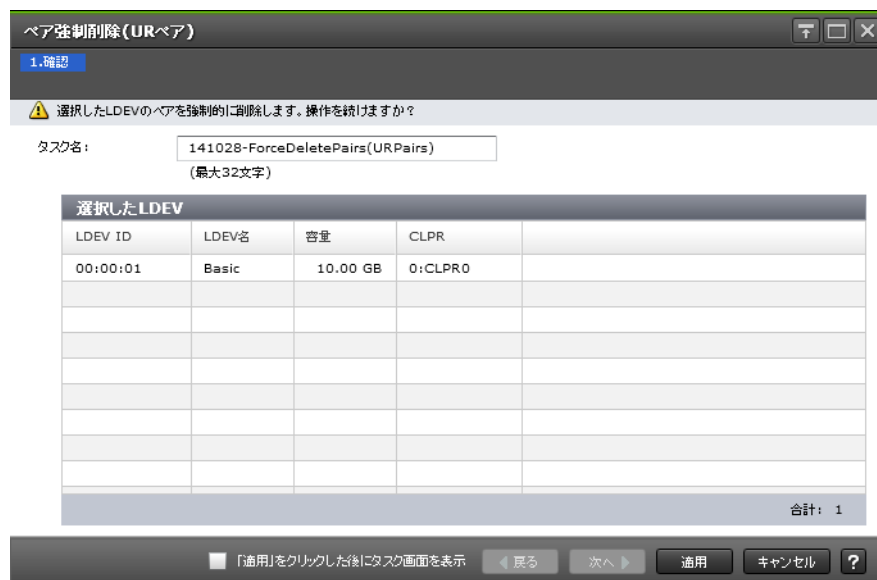 ペア強制削除(URペア)
1.確認
選択したLDEVのペアを強制的に削除します。操作を続けますか？
タスク名：
141028-ForceDeletePairs(URPairs)
(最大32文字)
選択したLDEV
LDEV ID LDEV名 容量 CLPR
00:00:01 Basic 10.00 GB 0:CLPR0
合計： 1
「適用」をクリックした後にタスク画面を表示 戻る 次へ 適用 キャンセル ?